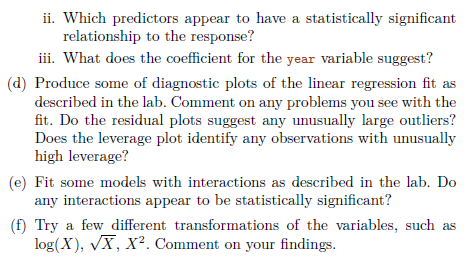 ii. Which predictors appear to have a statistically significant
relationship to the response?
iii. What does the coefficient for the year variable suggest?
(d) Produce some of diagnostic plots of the linear regression fit as
described in the lab. Comment on any problems you see with the
fit. Do the residual plots suggest any unusually large outliers?
Does the leverage plot identify any observations with unusually
high leverage?
(e) Fit some models with interactions as described in the lab. Do
any interactions appear to be statistically significant?
(f) Try a few different transformations of the variables, such as
log(X), √X, X². Comment on your findings.